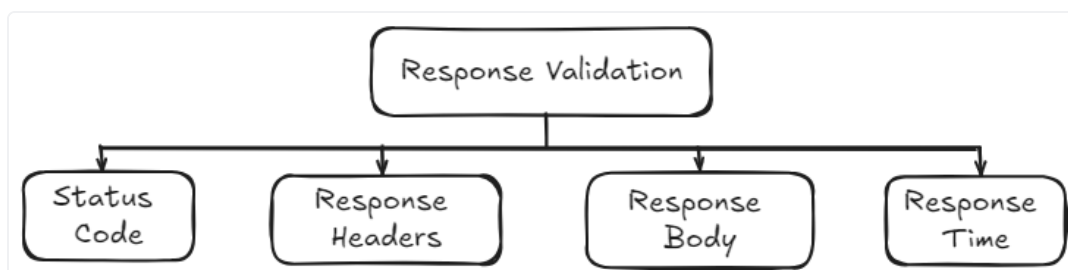 Response Validation
Status
Code
Response
Headers
Response
Body
Response
Time